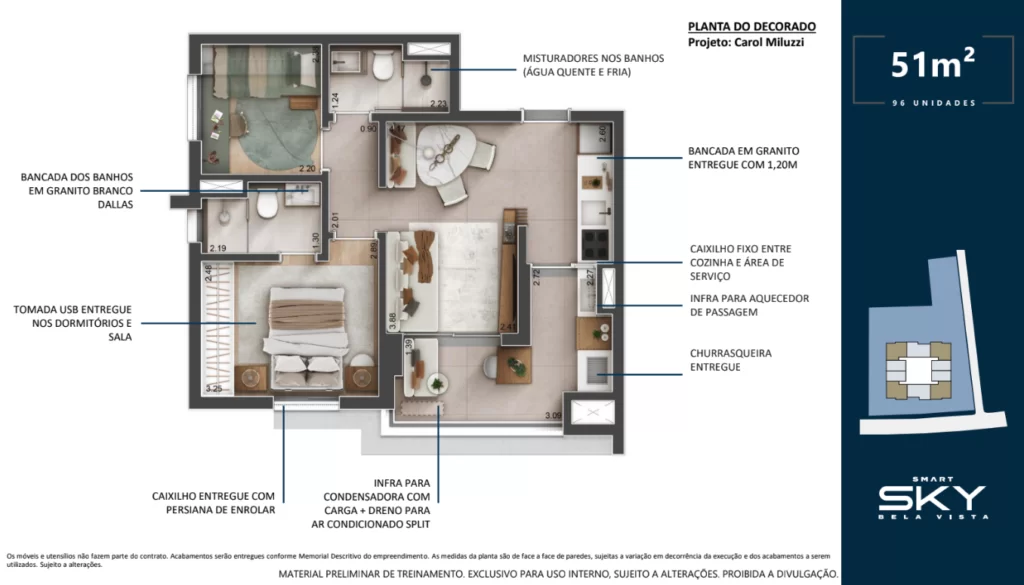 PLANTA DO DECORADO
Projeto: Carol Miluzzi
51m²
96 UNIDADES
MISTURADORES NOS BANHOS
(ÁGUA QUENTE E FRIA)
BANCADA EM GRANITO
ENTREGUE COM 1,20M
BANCADA DOS BANHOS
EM GRANITO BRANCO
DALLAS
CAIXILHO FIXO ENTRE
COZINHA E ÁREA DE
SERVIÇO
INFRA PARA AQUECEDOR
DE PASSAGEM
TOMADA USB ENTREGUE
NOS DORMITÓRIOS E
SALA
CHURRASQUEIRA
ENTREGUE
1.24
2.23
0.90
2.60
2.20
2.19
1.30
2.01
2.89
2.48
3.25
3.68
2.41
2.72
2.27
1.39
3.09
CAIXILHO ENTREGUE COM
PERSIANA DE ENROLAR
INFRA PARA
CONDENSADORA COM
CARGA + DRENO PARA
AR CONDICIONADO SPLIT
SMART
SKY
BELA VISTA
Os móveis e utensílios não fazem parte do contrato. Acabamentos serão entregues conforme Memorial Descritivo do empreendimento. As medidas da planta são de face a face de paredes, sujeitas a variação em decorrência da execução e dos acabamentos a serem
utilizados. Sujeito a alterações.
MATERIAL PRELIMINAR DE TREINAMENTO. EXCLUSIVO PARA USO INTERNO, SUJEITO A ALTERAÇÕES. PROIBIDA A DIVULGAÇÃO.